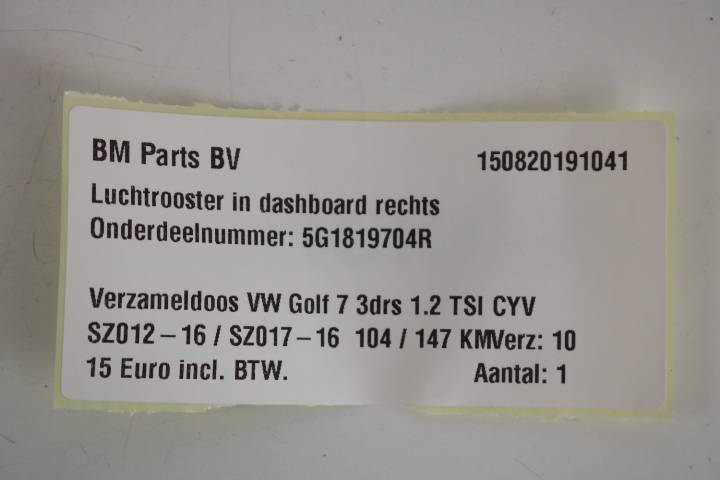 BM Parts BV 150820191041
Luchtrooster in dashboard rechts
Onderdeelnummer: 5G1819704R
Verzameldoos VW Golf 7 3drs 1.2 TSI CYV
SZ012-16 / SZ017-16 104 / 147 KMVerz: 10
15 Euro incl. BTW. Aantal: 1